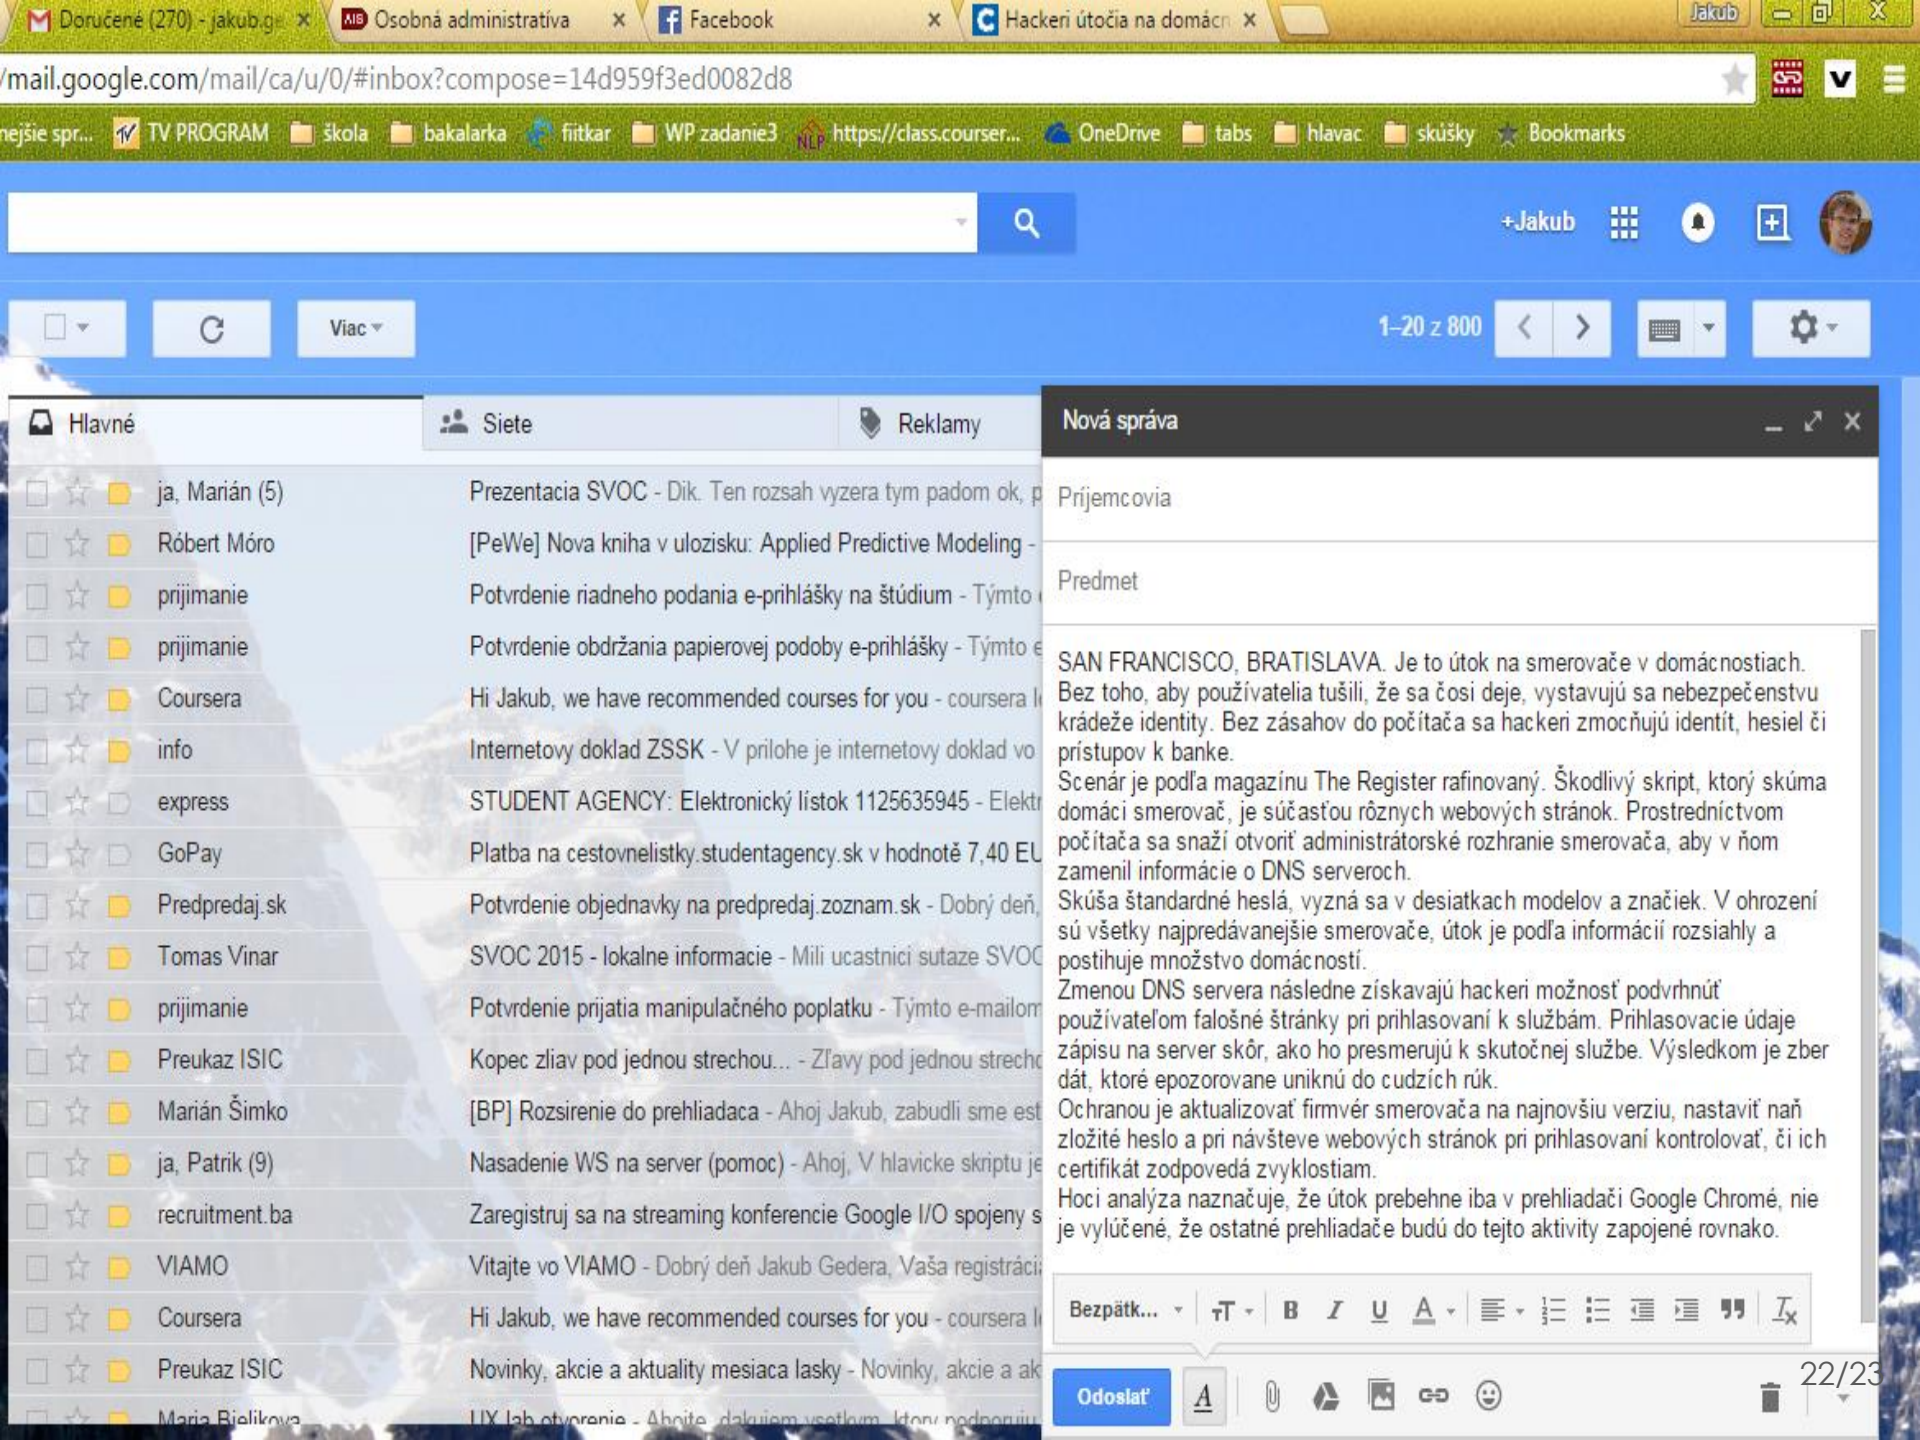 Doručené (270) - jakub.ge
Osobná administratíva
Facebook
Hackeri útočia na domácn
Jakub
/mail.google.com/mail/ca/u/0/#inbox?compose=14d959f3ed0082d8
nejšie spr...
TV PROGRAM
škola
bakalarka
fiitkar
WP zadanie3
https://class.courser...
OneDrive
tabs
hlavac
skúšky
Bookmarks
+Jakub
Viac
1–20 z 800
Hlavné
Siete
Reklamy
ja, Marián (5) Prezentacia SVOC - Dik. Ten rozsah vyzera tym padom ok, p
Róbert Móro [PeWe] Nova kniha v ulozisku: Applied Predictive Modeling -
prijimanie Potvrdenie riadneho podania e-prihlášky na štúdium - Týmto
prijimanie Potvrdenie obdržania papierovej podoby e-prihlášky - Týmto e
Coursera Hi Jakub, we have recommended courses for you - coursera
info Internetovy doklad ZSSK - V prilohe je internetovy doklad vo
express STUDENT AGENCY: Elektronický lístok 1125635945 - Elektr
GoPay Platba na cestovnelistky.studentagency.sk v hodnotě 7,40 EU
Predpredaj.sk Potvrdenie objednavky na predpredaj.zoznam.sk - Dobrý deň,
Tomas Vinar SVOC 2015 - lokalne informacie - Mili ucastnici sutaze SVOC
prijimanie Potvrdenie prijatia manipulačného poplatku - Týmto e-mailom
Preukaz ISIC Kopec zliav pod jednou strechou... - Zľavy pod jednou strecho
Marián Šimko [BP] Rozsirenie do prehliadaca - Ahoj Jakub, zabudli sme est
ja, Patrik (9) Nasadenie WS na server (pomoc) - Ahoj, V hlavicke skriptu je
recruitment.ba Zaregistruj sa na streaming konferencie Google I/O spojeny s
VIAMO Vitajte vo VIAMO - Dobrý deň Jakub Gedera, Vaša registráci
Coursera Hi Jakub, we have recommended courses for you - coursera
Preukaz ISIC Novinky, akcie a aktuality mesiaca lasky - Novinky, akcie a ak
Maria Bielikova UX lab otvorenie - Ahojte, dakujem vsetkym, ktory podporuju
Nová správa
Príjemcovia
Predmet
SAN FRANCISCO, BRATISLAVA. Je to útok na smerovače v domácnostiach.
Bez toho, aby používatelia tušili, že sa čosi deje, vystavujú sa nebezpečenstvu
krádeže identity. Bez zásahov do počítača sa hackeri zmocňujú identít, hesiel či
prístupov k banke.
Scenár je podľa magazínu The Register rafinovaný. Škodlivý skript, ktorý skúma
domáci smerovač, je súčasťou rôznych webových stránok. Prostredníctvom
počítača sa snaží otvoriť administrátorské rozhranie smerovača, aby v ňom
zamenil informácie o DNS serveroch.
Skúša štandardné heslá, vyzná sa v desiatkach modelov a značiek. V ohrození
sú všetky najpredávanejšie smerovače, útok je podľa informácií rozsiahly a
postihuje množstvo domácností.
Zmenou DNS servera následne získavajú hackeri možnosť podvrhnúť
používateľom falošné štránky pri prihlasovaní k službám. Prihlasovacie údaje
zápisu na server skôr, ako ho presmerujú k skutočnej službe. Výsledkom je zber
dát, ktoré epozorovane uniknú do cudzích rúk.
Ochranou je aktualizovať firmvér smerovača na najnovšiu verziu, nastaviť naň
zložité heslo a pri návšteve webových stránok pri prihlasovaní kontrolovať, či ich
certifikát zodpovedá zvyklostiam.
Hoci analýza naznačuje, že útok prebehne iba v prehliadači Google Chromé, nie
je vylúčené, že ostatné prehliadače budú do tejto aktivity zapojené rovnako.
Bezpätk...
Odoslať
22/23